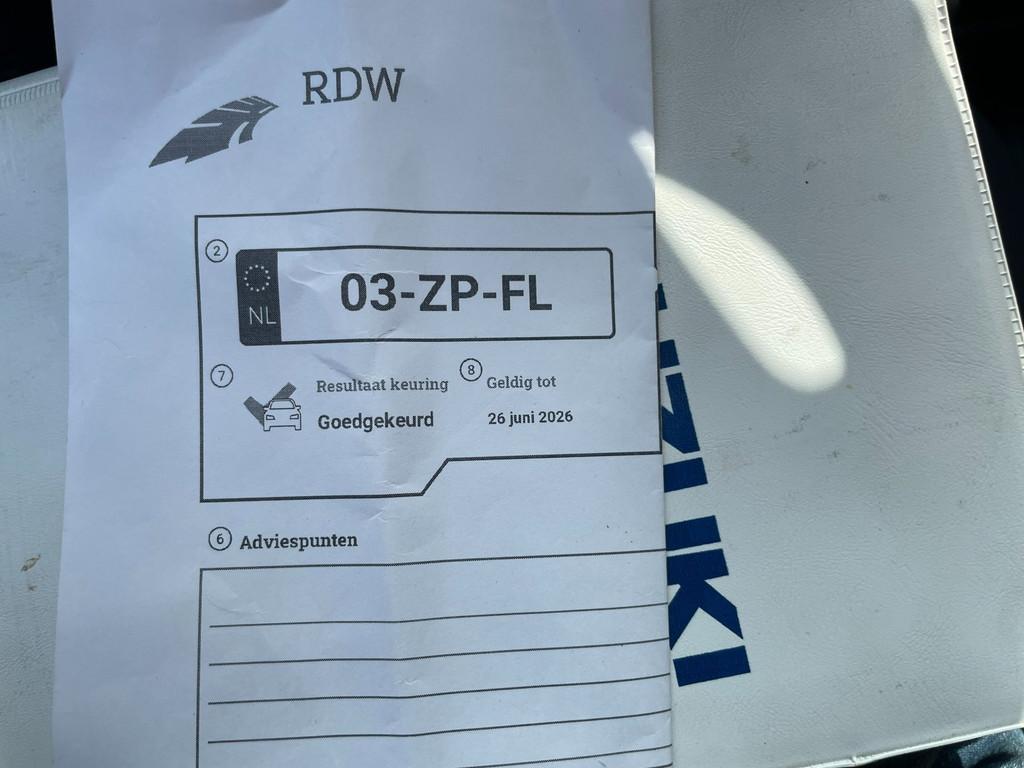 RDW
2
NL
03-ZP-FL
7 Resultaat keuring
Goedgekeurd
8 Geldig tot
26 juni 2026
6 Adviespunten